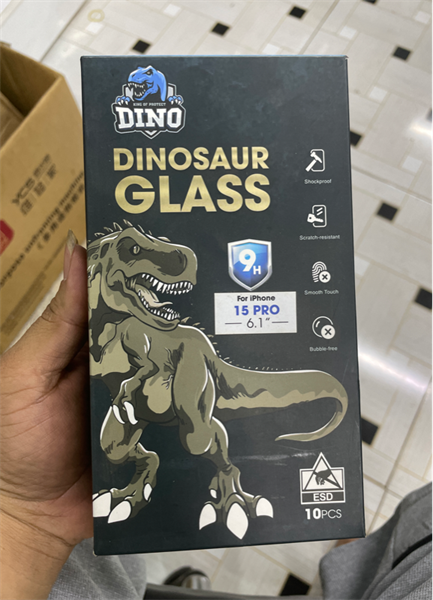 KING OF PROTECT
DINO
DINOSAUR
GLASS
Shockproof
Scratch-resistant
9H
Smooth Touch
For iPhone
15 PRO
6.1"
Bubble-free
ESD
10PCS